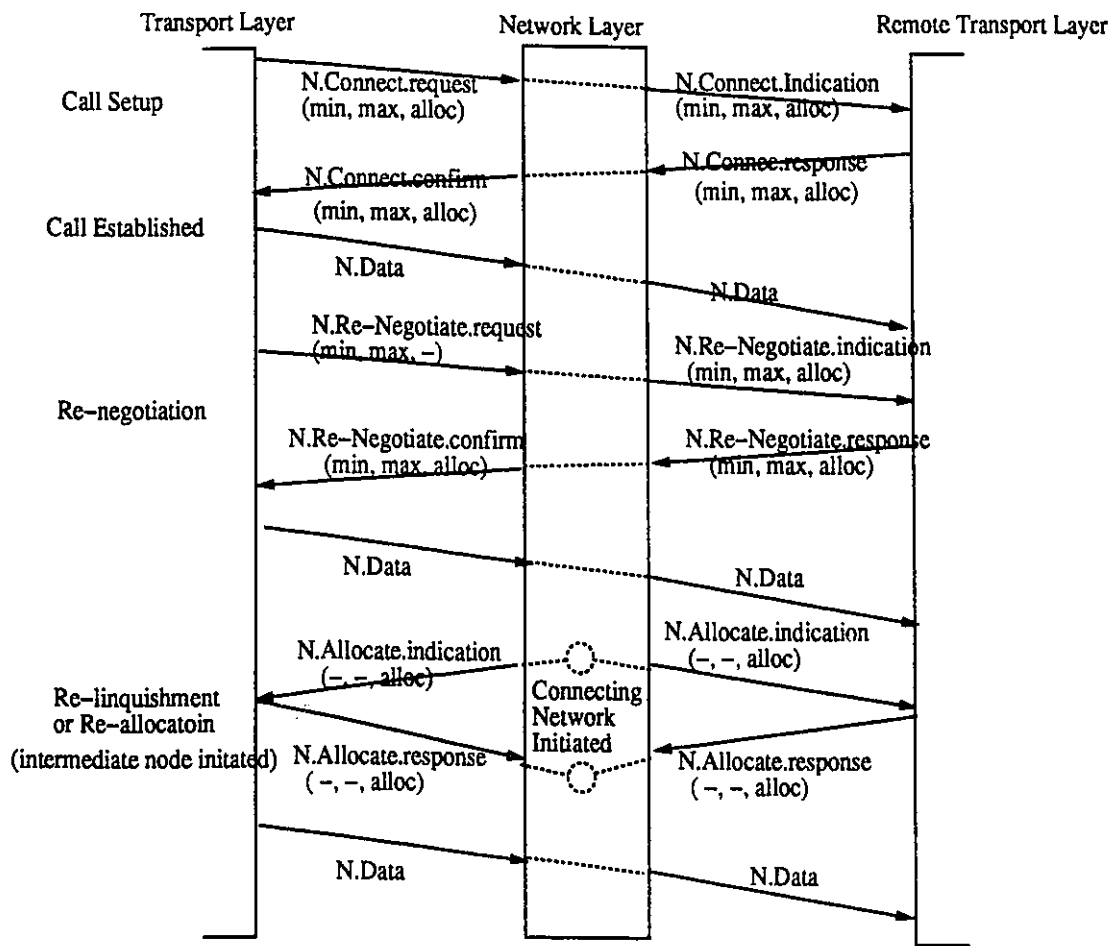 Transport Layer
Network Layer
Remote Transport Layer
N.Connect.request
(min, max, alloc)
N.Connect.Indication
(min, max, alloc)
Call Setup
N.Connect.confirm
(min, max, alloc)
N.Connec.response
(min, max, alloc)
Call Established
N.Data
N.Data
N.Re–Negotiate.request
(min, max, –)
N.Re–Negotiate.indication
(min, max, alloc)
Re–negotiation
N.Re–Negotiate.confirm
(min, max, alloc)
N.Re–Negotiate.response
(min, max, alloc)
N.Data
N.Data
N.Allocate.indication
(–, –, alloc)
N.Allocate.indication
(–, –, alloc)
Re–linquishment
or Re–allocatoin
(intermediate node initated)
Connecting
Network
Initiated
N.Allocate.response
( –, –, alloc)
N.Allocate.response
(–, –, alloc)
N.Data
N.Data